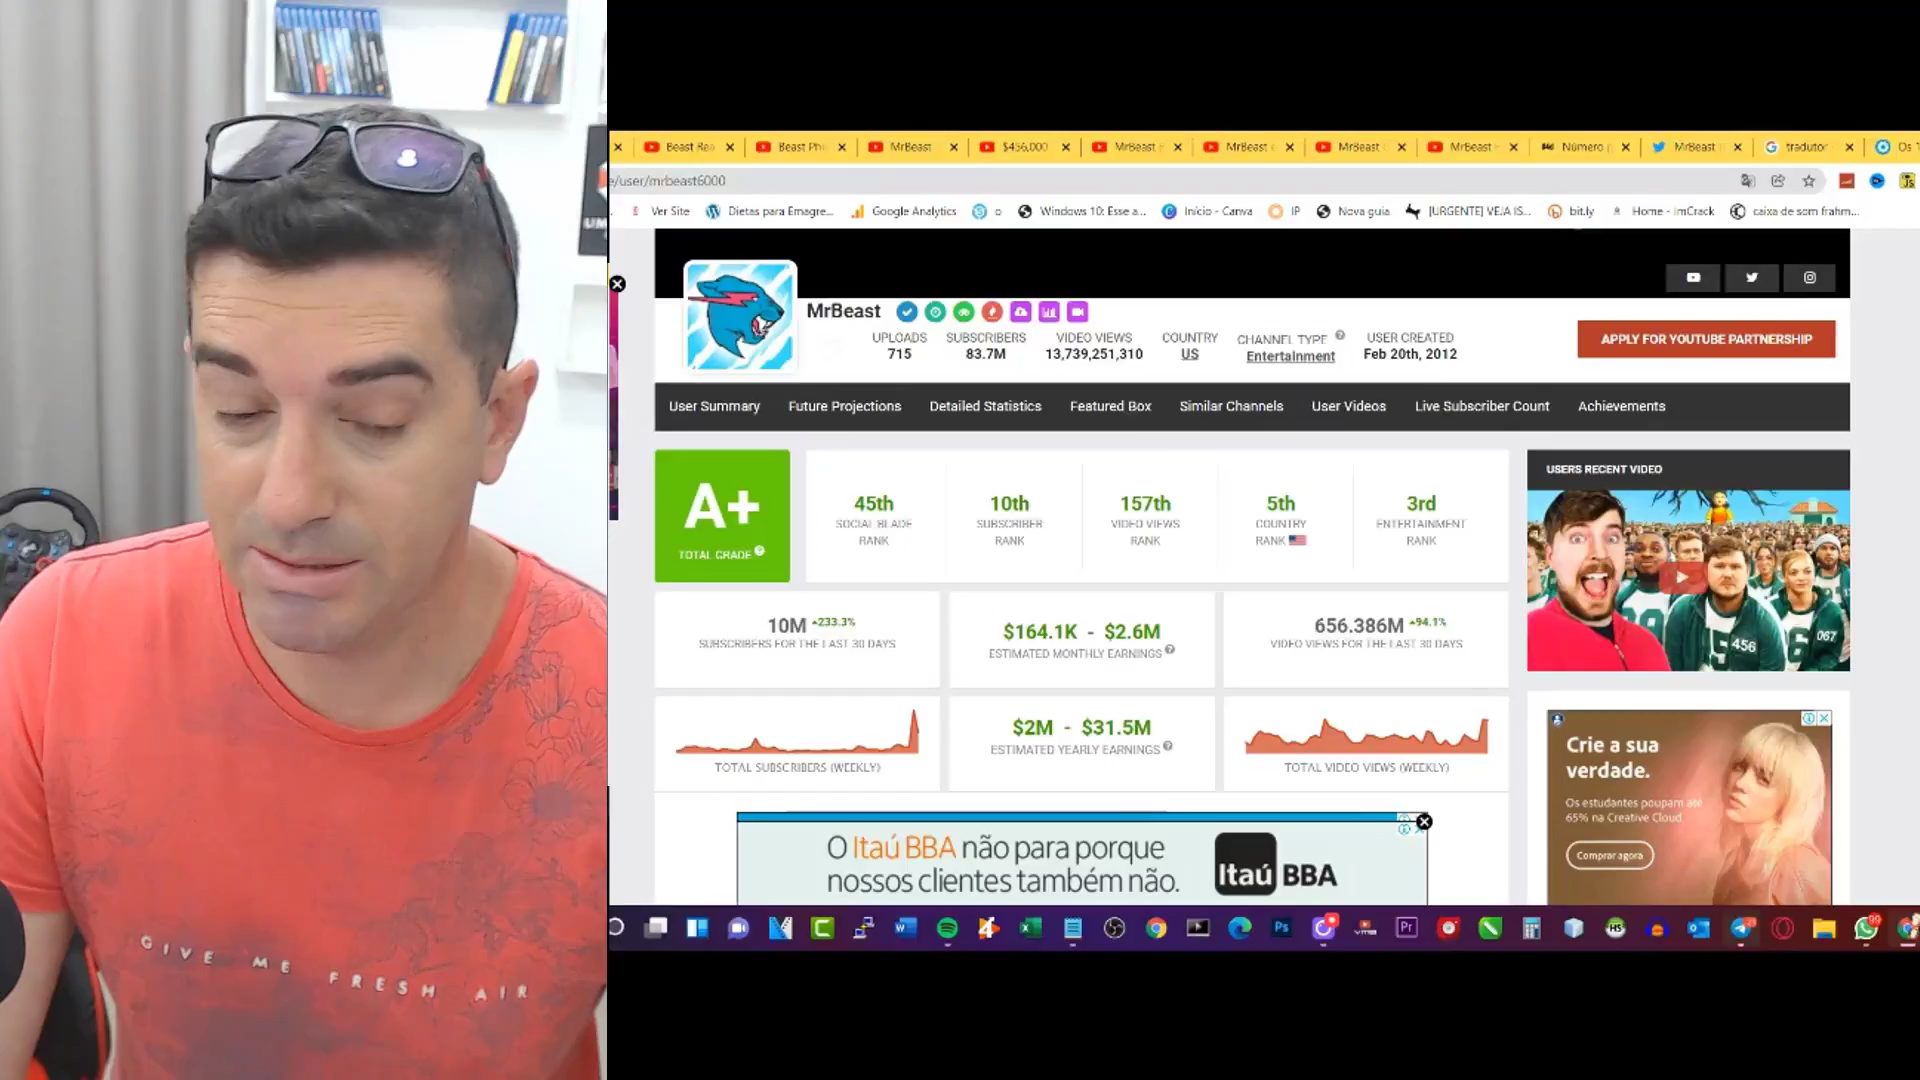 Beast Rea
Beast Phi
MrBeast
$456,000
MrBeast
MrBeast
MrBeast
MrBeast
Número
MrBeast
tradutor
Os
e/user/mrbeast6000
Ver Site
Dietas para Emagre...
Google Analytics
o
Windows 10: Esse a...
Início - Canva
IP
Nova guia
[URGENTE] VEJA IS...
bit.ly
Home - ImCrack
caixa de som frahm...
MrBeast
UPLOADS
715
SUBSCRIBERS
83.7M
VIDEO VIEWS
13,739,251,310
COUNTRY
US
CHANNEL TYPE
Entertainment
USER CREATED
Feb 20th, 2012
APPLY FOR YOUTUBE PARTNERSHIP
User Summary
Future Projections
Detailed Statistics
Featured Box
Similar Channels
User Videos
Live Subscriber Count
Achievements
A+
TOTAL GRADE
45th
SOCIAL BLADE
RANK
10th
SUBSCRIBER
RANK
157th
VIDEO VIEWS
RANK
5th
COUNTRY
RANK
3rd
ENTERTAINMENT
RANK
USERS RECENT VIDEO
456
067
10M +233.3%
SUBSCRIBERS FOR THE LAST 30 DAYS
$164.1K - $2.6M
ESTIMATED MONTHLY EARNINGS
656.386M +94.1%
VIDEO VIEWS FOR THE LAST 30 DAYS
TOTAL SUBSCRIBERS (WEEKLY)
$2M - $31.5M
ESTIMATED YEARLY EARNINGS
TOTAL VIDEO VIEWS (WEEKLY)
Crie a sua
verdade.
Os estudantes poupam até
65% na Creative Cloud
Comprar agora
O Itaú BBA não para porque
nossos clientes também não.
Itaú BBA
GIVE ME FRESH AIR